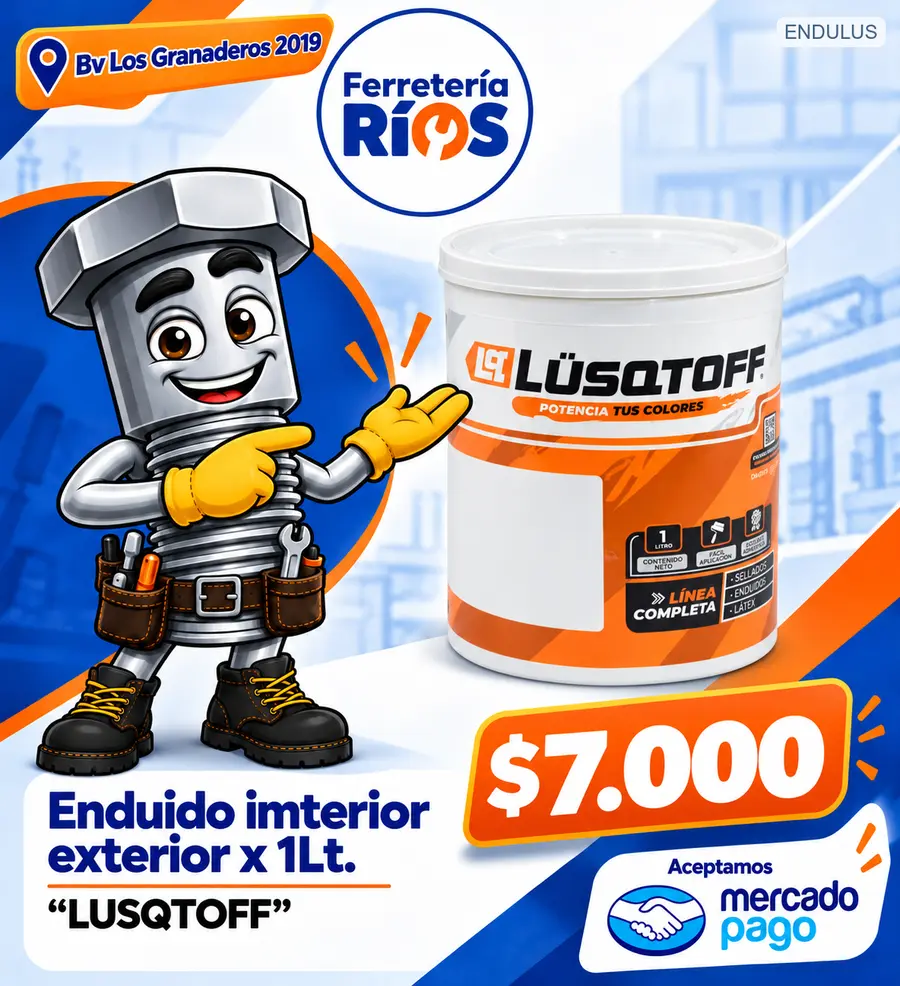 Bv Los Granaderos 2019
ENDULUS
Ferretería
RÍOS
LQT LÜSQTOFF
POTENCIA TUS COLORES
1
LITRO
CONTENIDO
NETO
FÁCIL
APLICACIÓN
LÍNEA
COMPLETA
• SELLADOS
• ENDUIDOS
• LÁTEX
$7.000
Enduido imterior
exterior x 1Lt.
“LUSQTOFF”
Aceptamos
mercado
pago